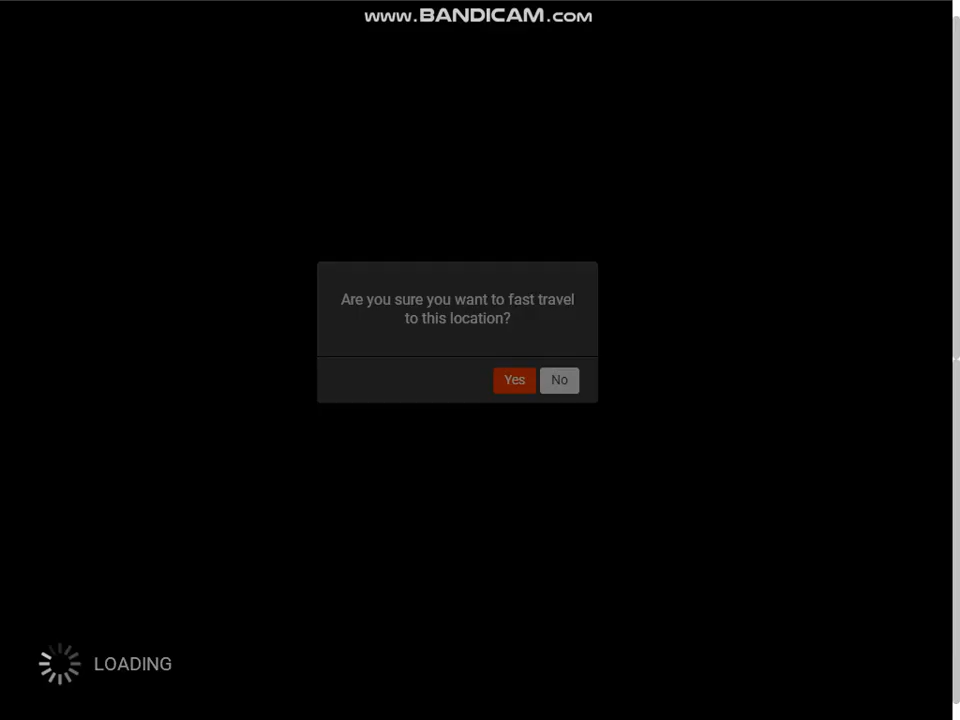 www.BANDICAM.com
Are you sure you want to fast travel
to this location?
Yes
No
LOADING